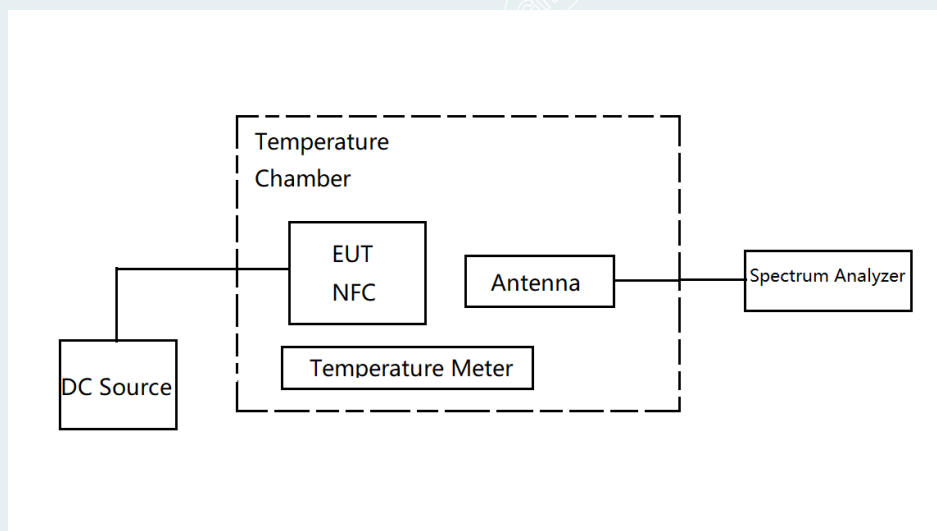 Temperature
Chamber
EUT
NFC
Antenna
Spectrum Analyzer
Temperature Meter
DC Source